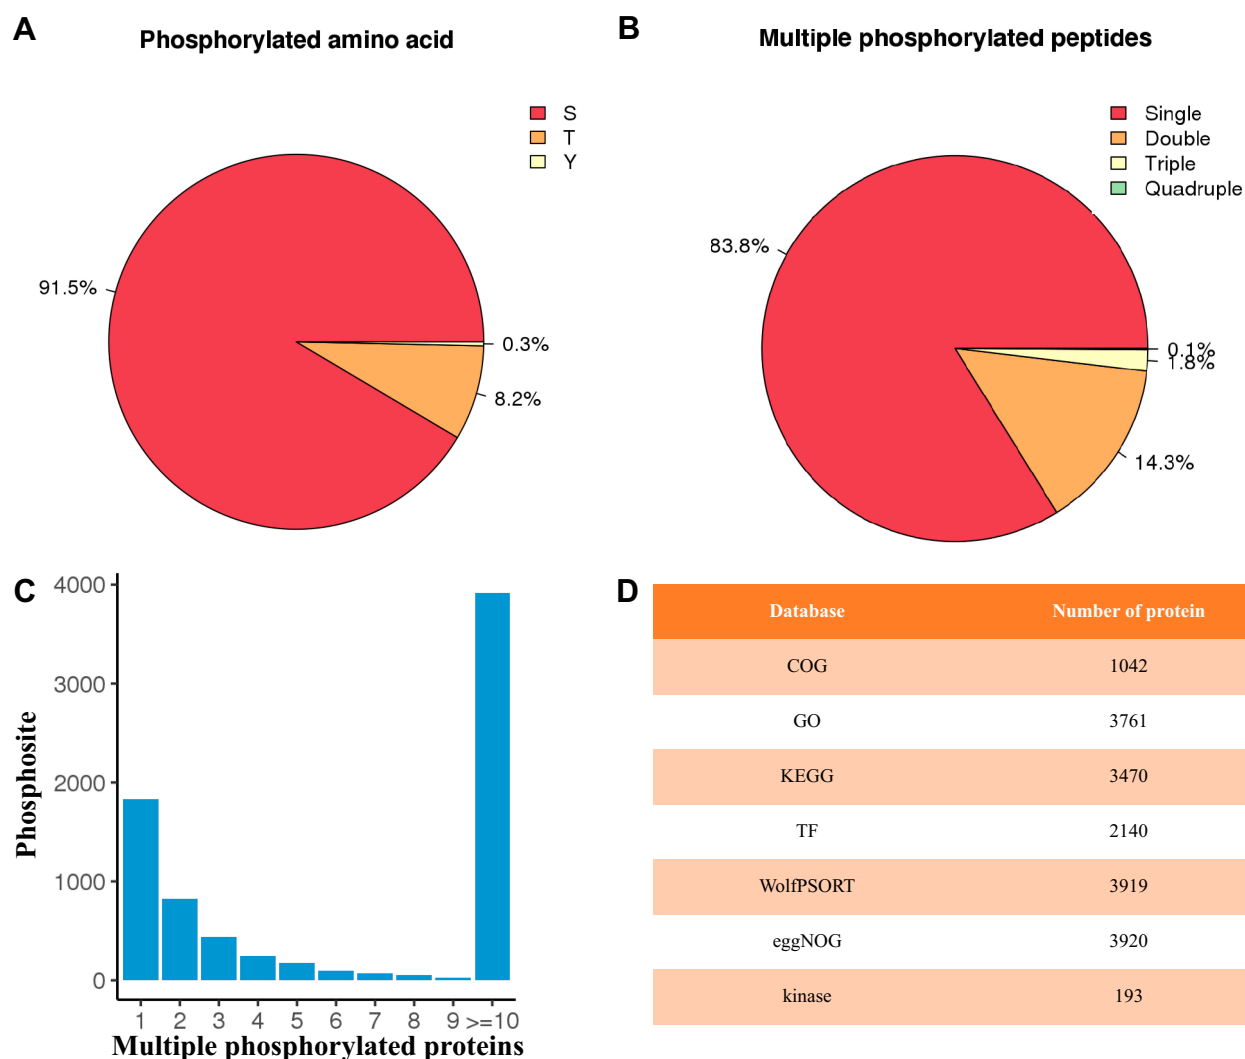 A
Phosphorylated amino acid
S
T
Y
91.5%
0.3%
8.2%
B
Multiple phosphorylated peptides
Single
Double
Triple
Quadruple
83.8%
0.1%
1.8%
14.3%
C
4000
3000
2000
1000
0
Phosphosite
1 2 3 4 5 6 7 8 9 >=10
Multiple phosphorylated proteins
D
Database Number of protein
COG 1042
GO 3761
KEGG 3470
TF 2140
WolfPSORT 3919
eggNOG 3920
kinase 193